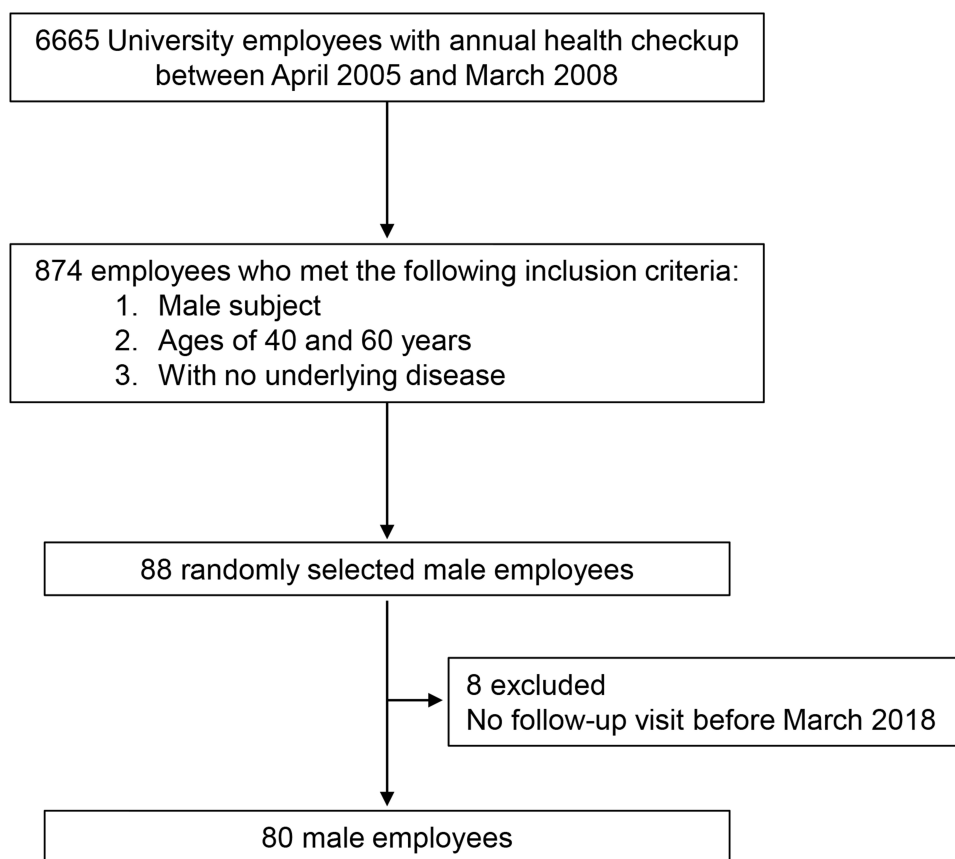 6665 University employees with annual health checkup
between April 2005 and March 2008
874 employees who met the following inclusion criteria:
1. Male subject
2. Ages of 40 and 60 years
3. With no underlying disease
88 randomly selected male employees
8 excluded
No follow-up visit before March 2018
80 male employees